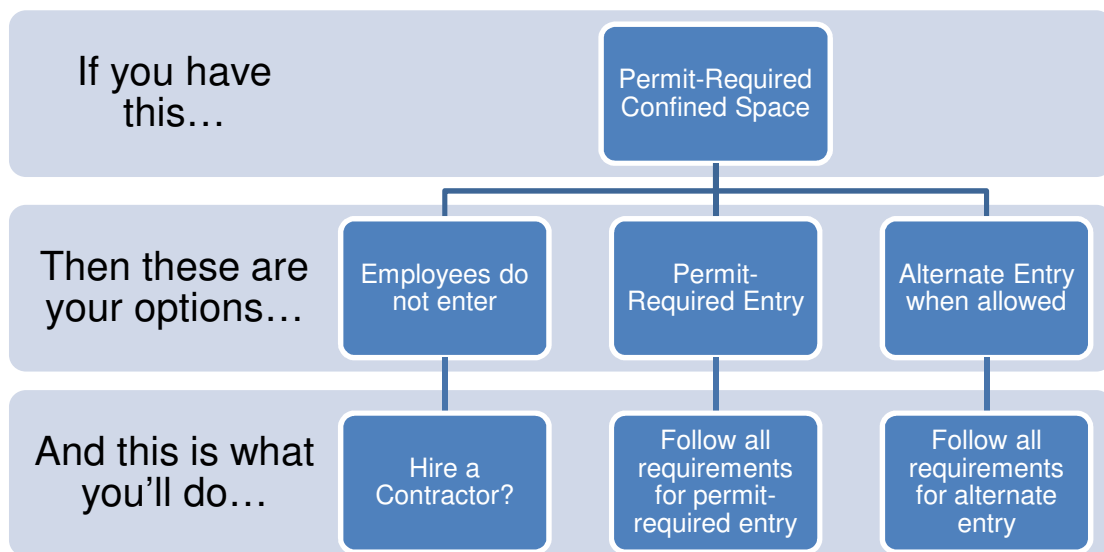 If you have
this…
Permit-Required
Confined Space
Then these are
your options…
Employees do
not enter
Permit-
Required Entry
Alternate Entry
when allowed
And this is what
you'll do…
Hire a
Contractor?
Follow all
requirements
for permit-
required entry
Follow all
requirements
for alternate
entry